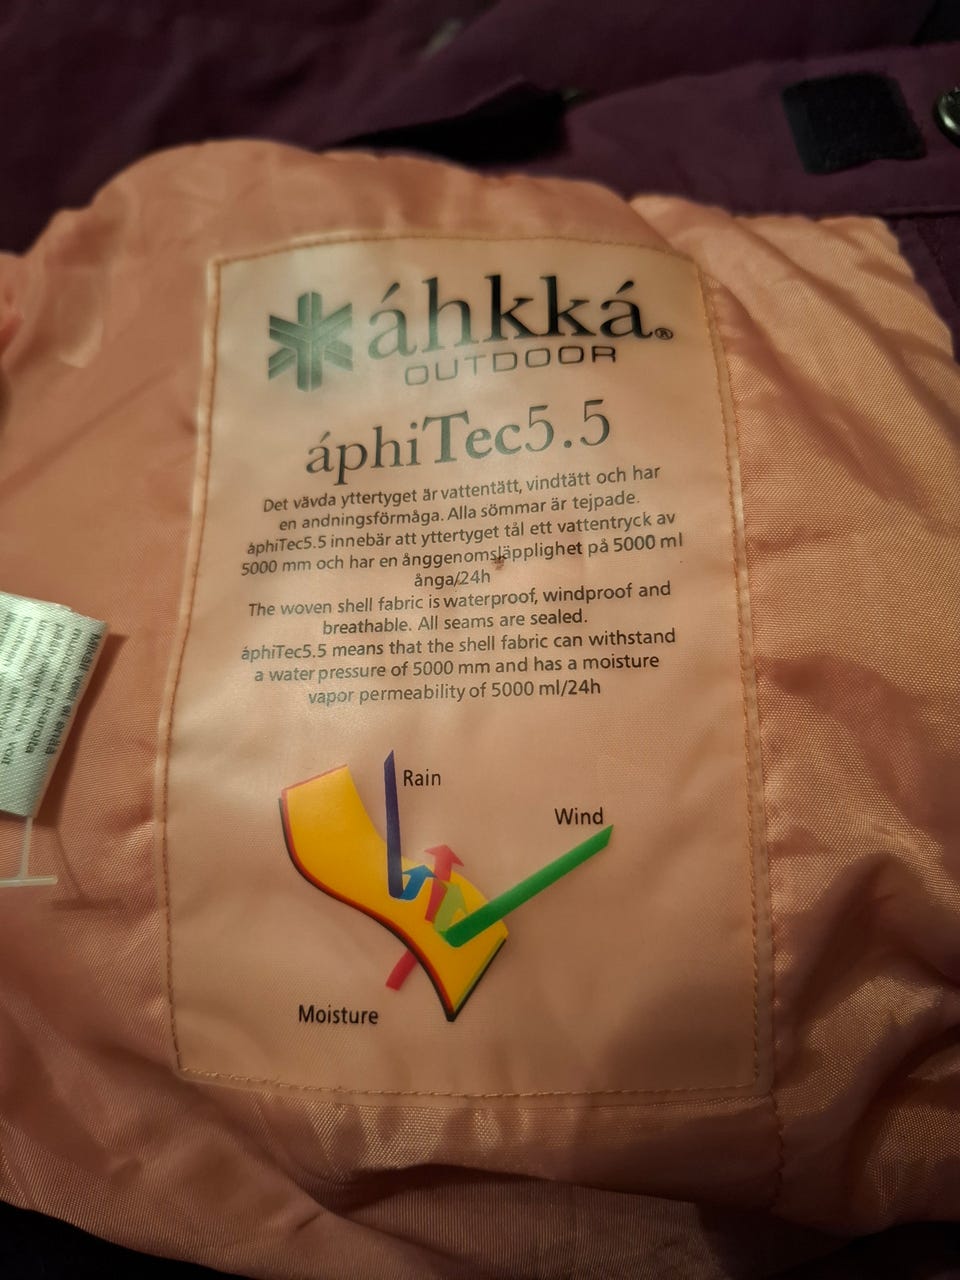 áhkká®
OUTDOOR
áphiTec5.5
Det vävda yttertyget är vattentätt, vindtätt och har
en andningsförmåga. Alla sömmar är tejpade.
áphiTec5.5 innebär att yttertyget tål ett vattentryck av
5000 mm och har en ånggenomsläpplighet på 5000 ml
ånga/24h
The woven shell fabric is waterproof, windproof and
breathable. All seams are sealed.
áphiTec5.5 means that the shell fabric can withstand
a water pressure of 5000 mm and has a moisture
vapor permeability of 5000 ml/24h
Rain
Wind
Moisture